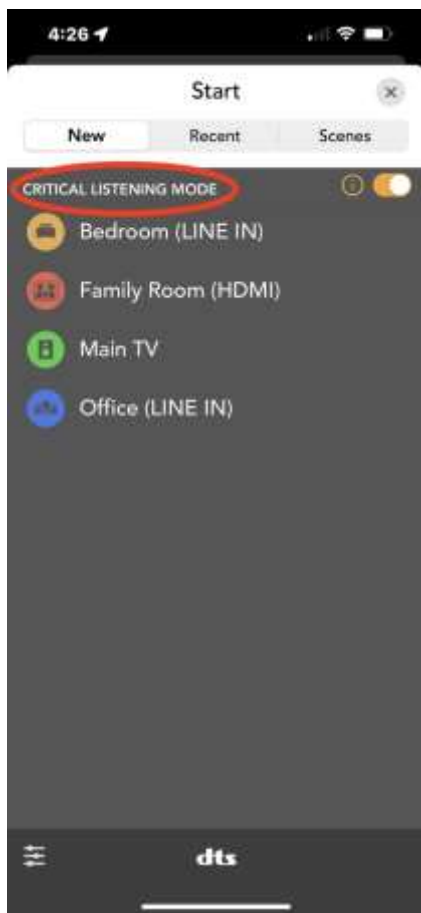 4:26
Start
New Recent Scenes
CRITICAL LISTENING MODE
Bedroom (LINE IN)
Family Room (HDMI)
Main TV
Office (LINE IN)
dts